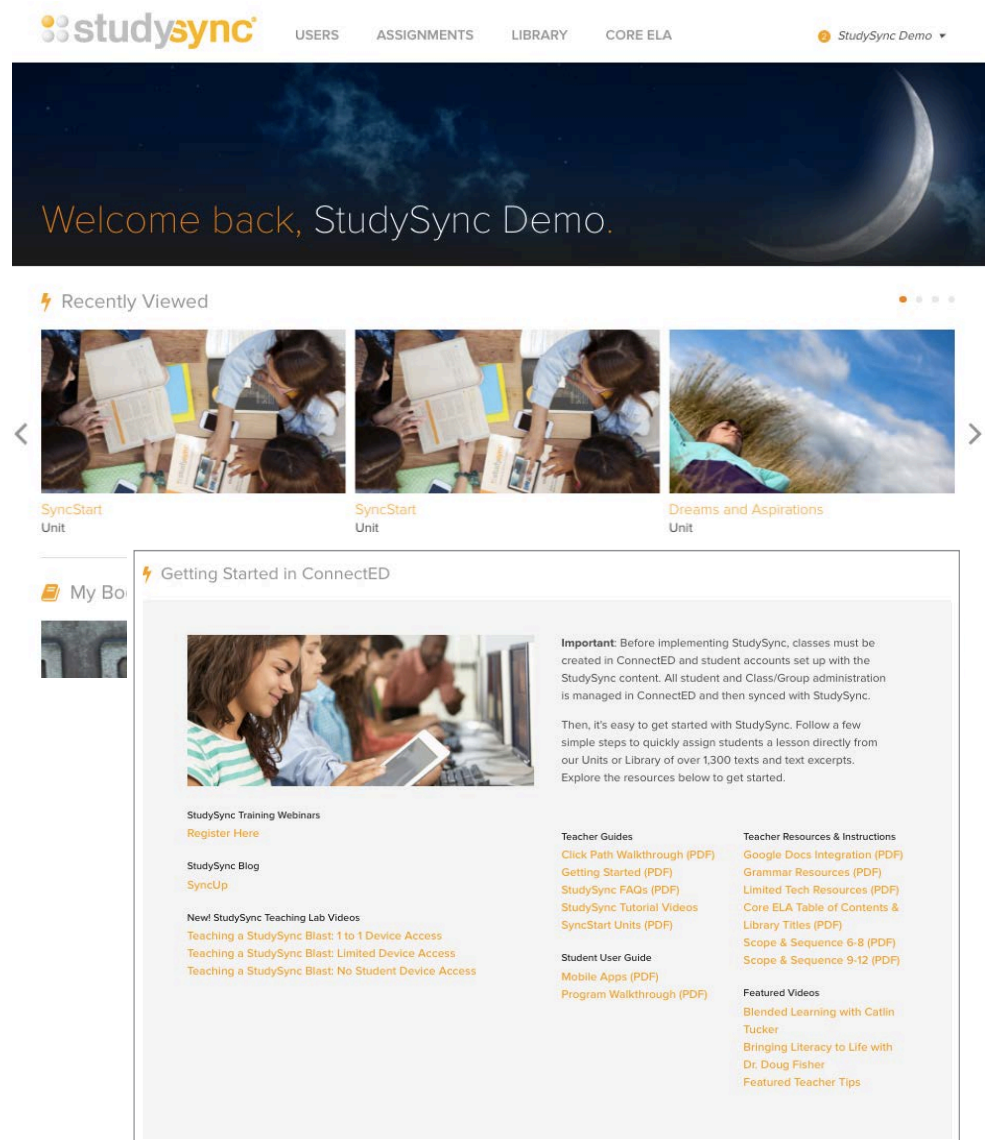 studysync
USERS
ASSIGNMENTS
LIBRARY
CORE ELA
2
StudySync Demo
Welcome back, StudySync Demo.
Recently Viewed
SyncStart
Unit
SyncStart
Unit
Dreams and Aspirations
Unit
My Bo
Getting Started in ConnectED
Important: Before implementing StudySync, classes must be
created in ConnectED and student accounts set up with the
StudySync content. All student and Class/Group administration
is managed in ConnectED and then synced with StudySync.
Then, it's easy to get started with StudySync. Follow a few
simple steps to quickly assign students a lesson directly from
our Units or Library of over 1,300 texts and text excerpts.
Explore the resources below to get started.
StudySync Training Webinars
Register Here
StudySync Blog
SyncUp
New! StudySync Teaching Lab Videos
Teaching a StudySync Blast: 1 to 1 Device Access
Teaching a StudySync Blast: Limited Device Access
Teaching a StudySync Blast: No Student Device Access
Teacher Guides
Click Path Walkthrough (PDF)
Getting Started (PDF)
StudySync FAQs (PDF)
StudySync Tutorial Videos
SyncStart Units (PDF)
Student User Guide
Mobile Apps (PDF)
Program Walkthrough (PDF)
Teacher Resources & Instructions
Google Docs Integration (PDF)
Grammar Resources (PDF)
Limited Tech Resources (PDF)
Core ELA Table of Contents &
Library Titles (PDF)
Scope & Sequence 6-8 (PDF)
Scope & Sequence 9-12 (PDF)
Featured Videos
Blended Learning with Catlin
Tucker
Bringing Literacy to Life with
Dr. Doug Fisher
Featured Teacher Tips